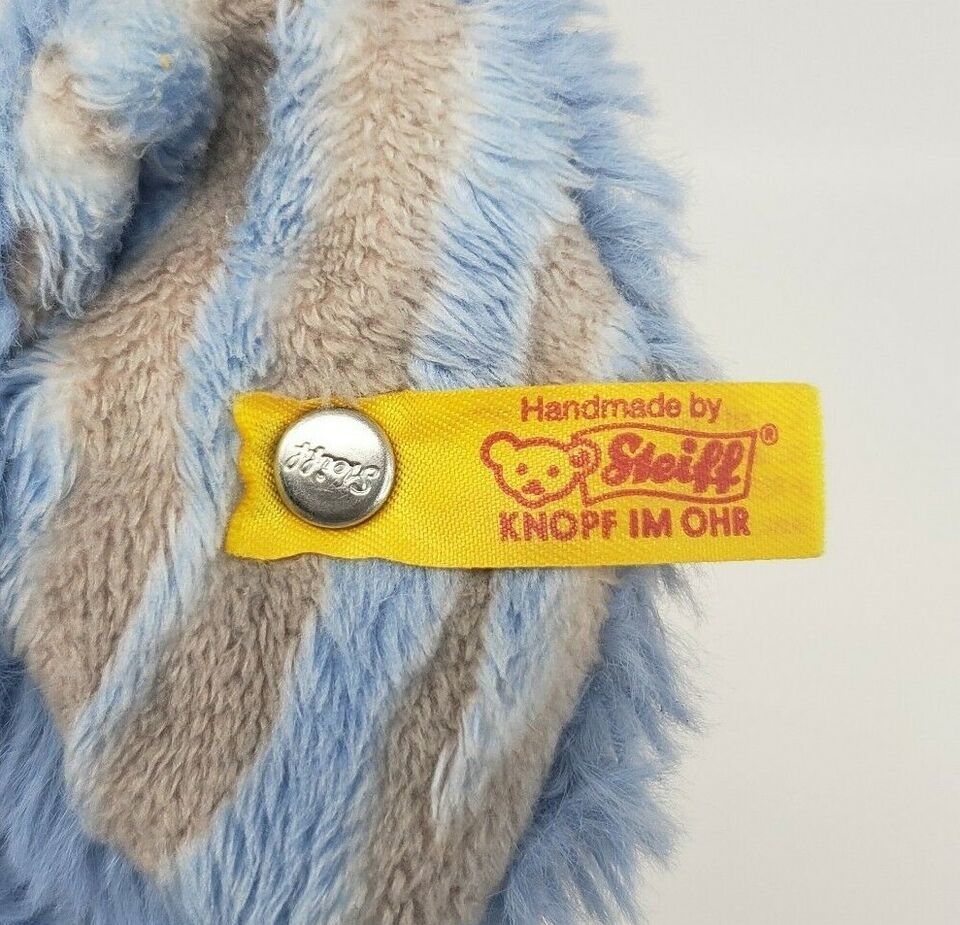 Steiff
Handmade by
Steiff®
KNOPF IM OHR